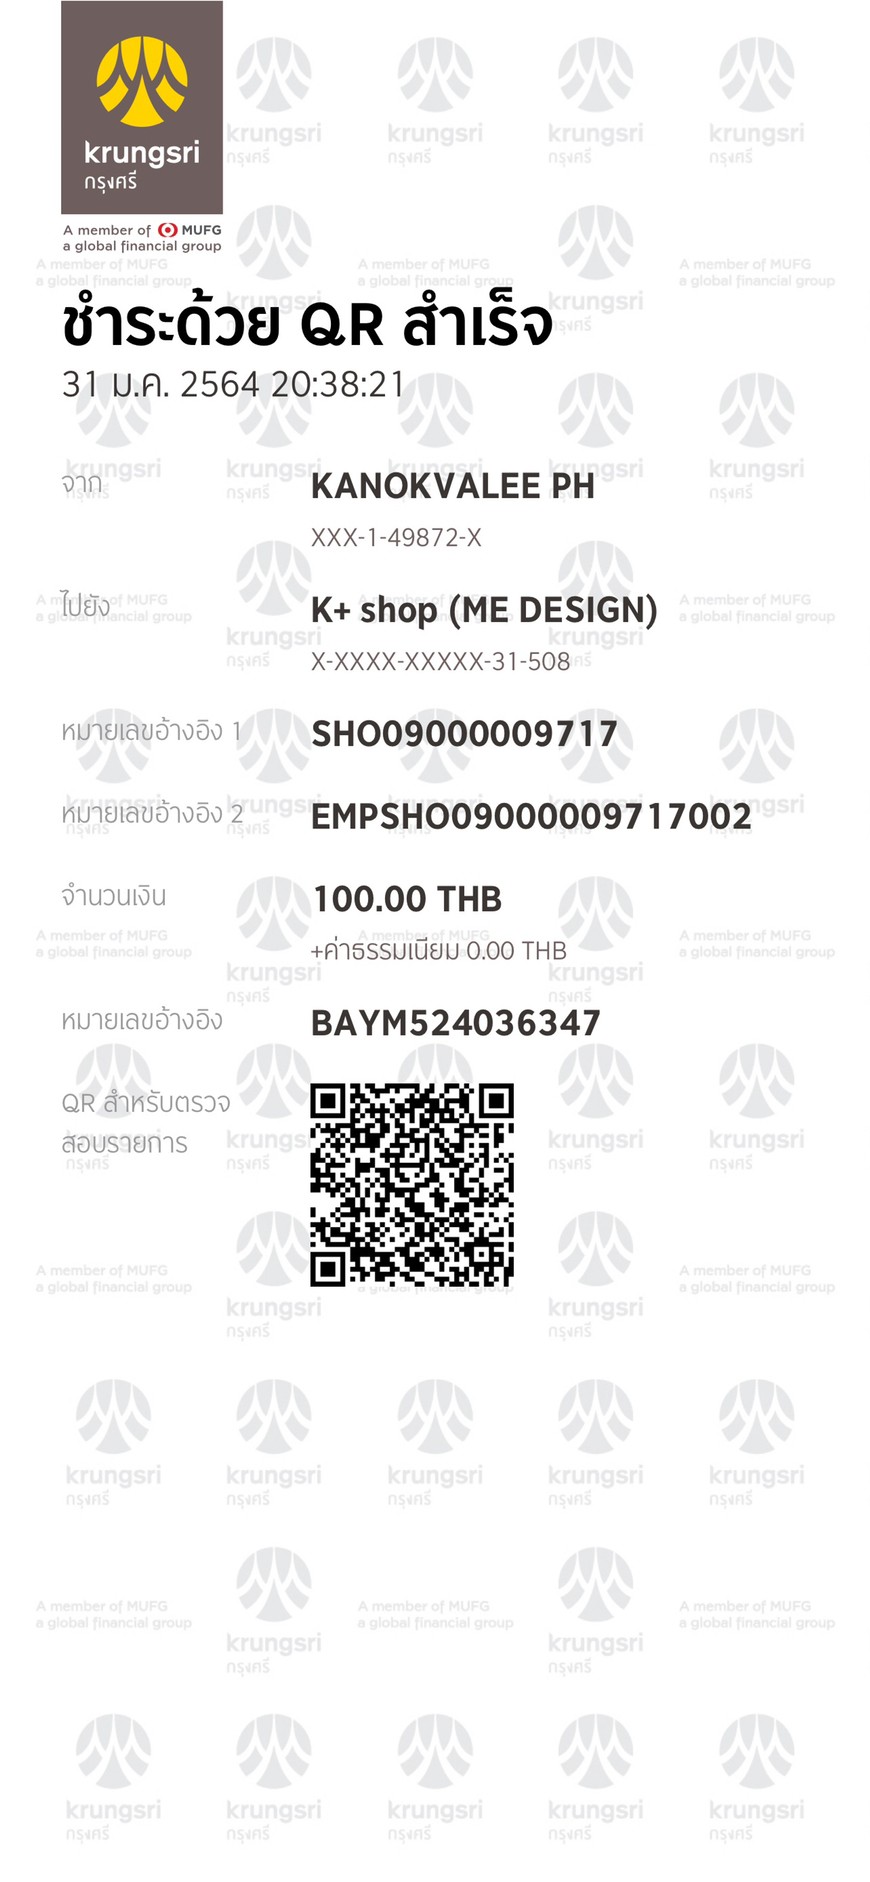 krungsri
กรุงศรี
A member of MUFG
a global financial group
ชำระด้วย QR สำเร็จ
31 ม.ค. 2564 20:38:21
จาก KANOKVALEE PH
XXX-1-49872-X
ไปยัง K+ shop (ME DESIGN)
X-XXXX-XXXXX-31-508
หมายเลขอ้างอิง 1 SHO09000009717
หมายเลขอ้างอิง 2 EMPSHO09000009717002
จำนวนเงิน 100.00 THB
+ค่าธรรมเนียม 0.00 THB
หมายเลขอ้างอิง BAYM524036347
QR สำหรับตรวจ
สอบรายการ